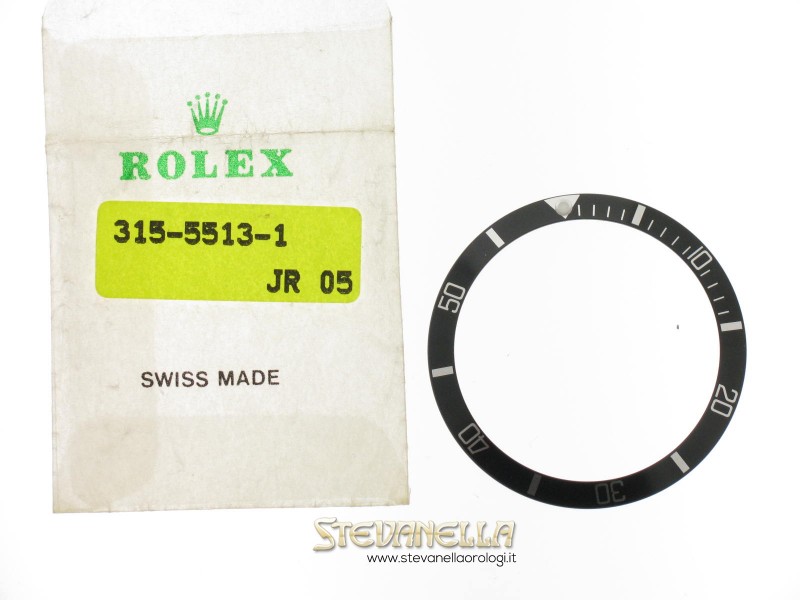 ROLEX
315-5513-1
JR 05
SWISS MADE
10
20
30
40
50
STEVANELLA
www.stevanellaorologi.it